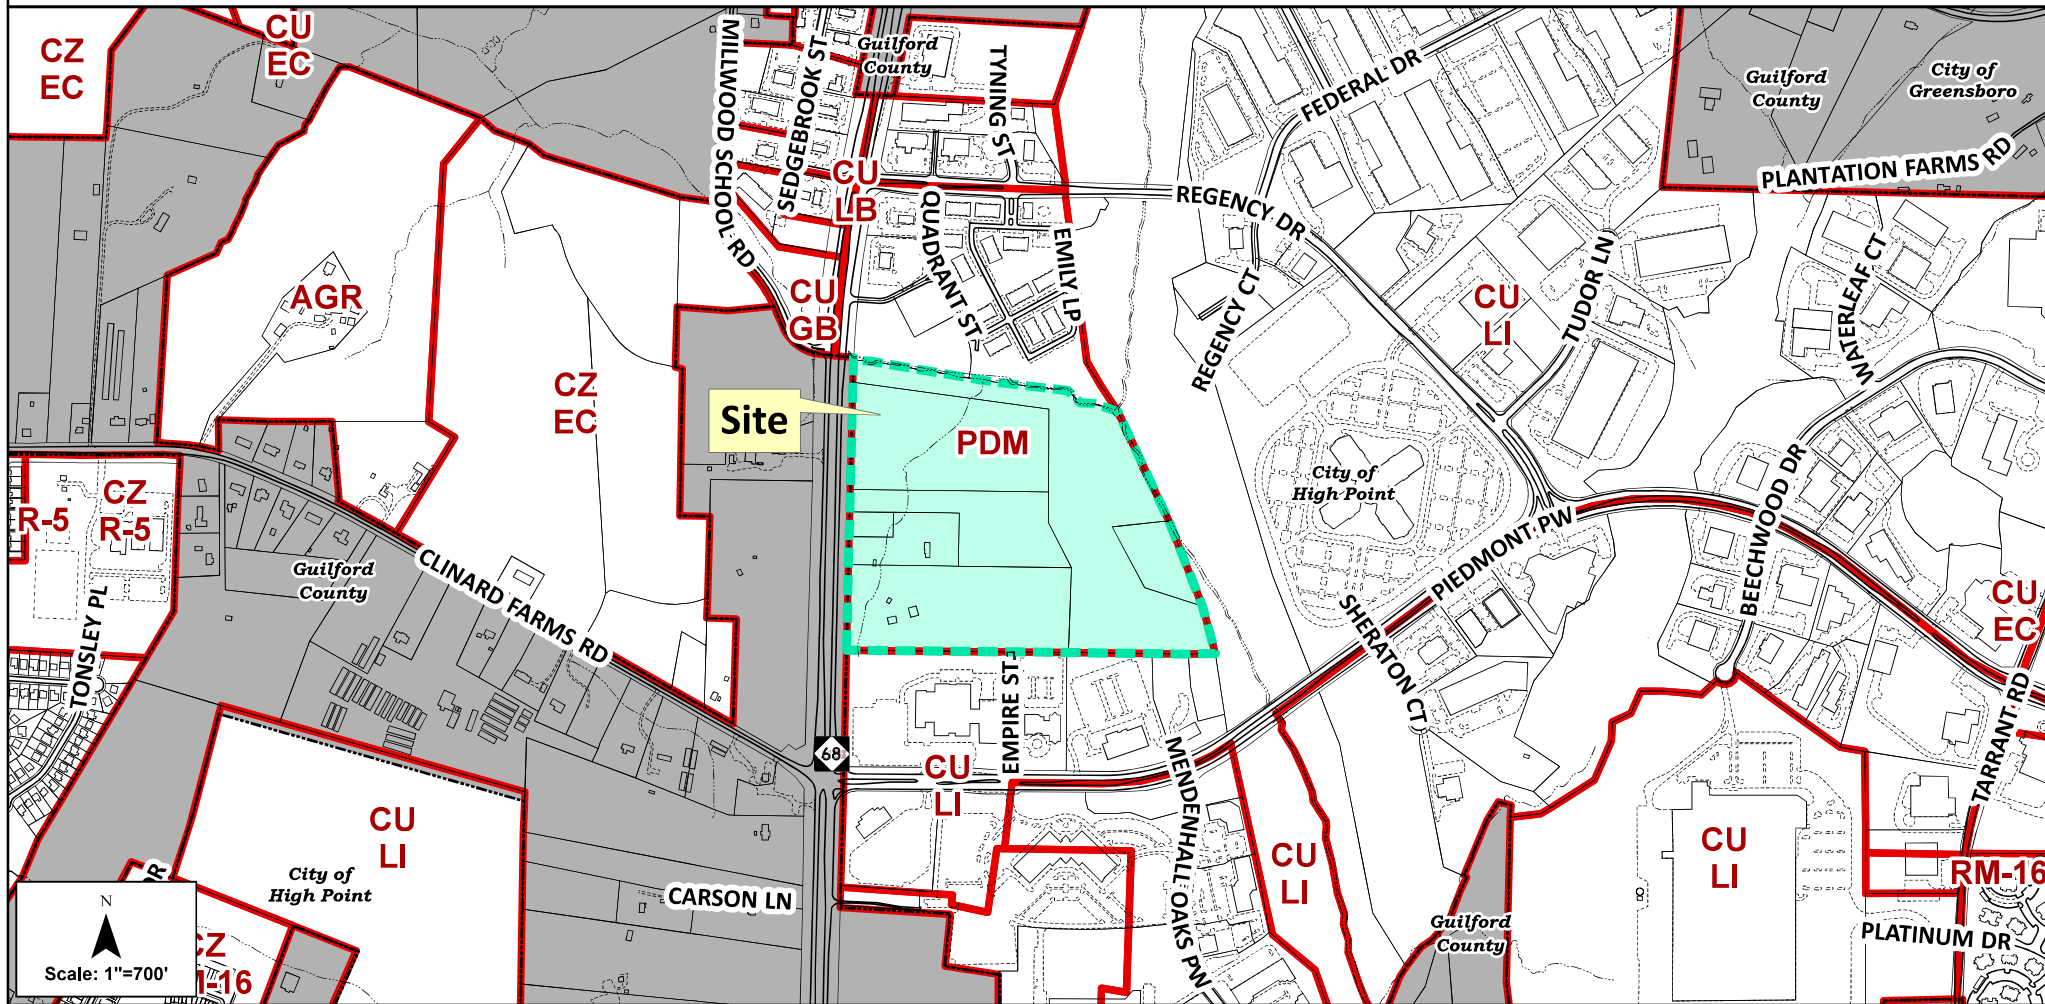 CZ
EC
CU
EC
MILLWOOD SCHOOL RD
SEDGEBROOK ST
Guilford
County
TYNING ST
FEDERAL DR
Guilford
County
City of
Greensboro
PLANTATION FARMS RD
CU
LB
QUADRANT ST
EMILY LP
REGENCY DR
REGENCY CT
TUDOR LN
WATERLEAF CT
AGR
CU
GB
CU
LI
CZ
EC
Site
PDM
City of
High Point
BEECHWOOD DR
R-5
CZ
R-5
Guilford
County
CLINARD FARMS RD
TONSLEY PL
PIEDMONT PW
SHERATON CT
CU
EC
TARRANT RD
EMPIRE ST
MENDENHALL OAKS PW
68
CU
LI
CU
LI
CU
LI
CU
LI
RM-16
City of
High Point
CARSON LN
Guilford
County
PLATINUM DR
DR
N
Scale: 1"=700'
CZ
-16